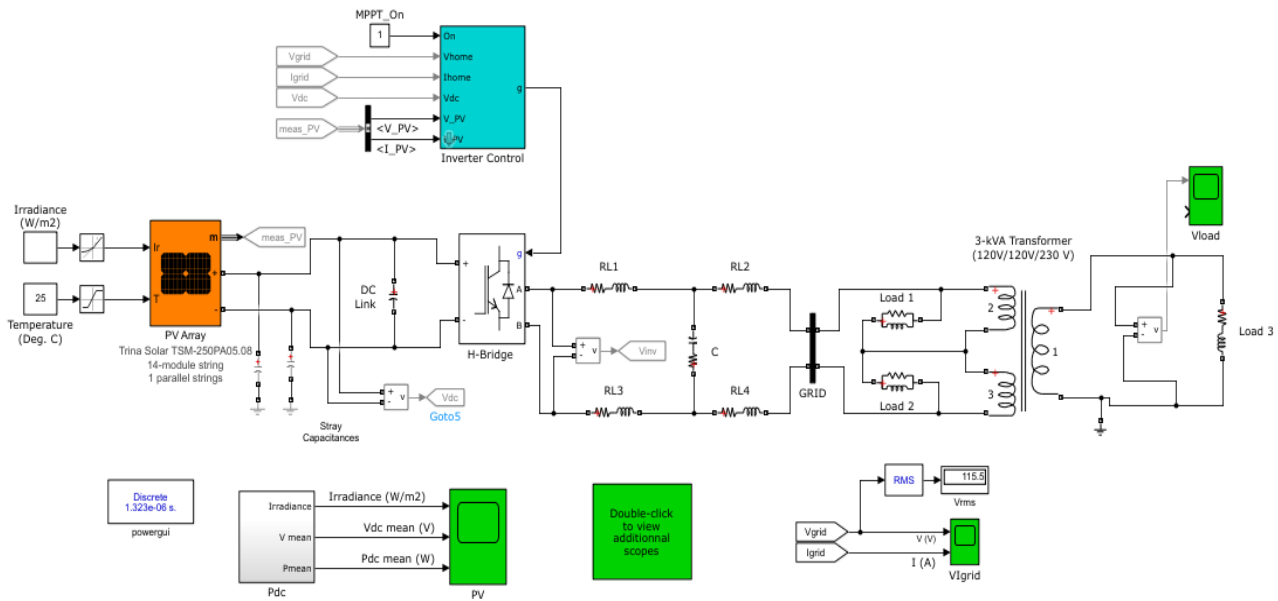 MPPT_On
1
On
Vgrid
Vhome
Igrid
Ihome
Vdc
Vdc
g
meas_PV
V_PV
<V_PV>
<I_PV>
Inverter Control
Irradiance
(W/m2)
Ir
m
meas_PV
25
T
+
-
Temperature
(Deg. C)
PV Array
Trina Solar TSM-250PA05.08
14-module string
1 parallel strings
DC
Link
+
-
g
A
B
H-Bridge
+
-
v
Vdc
Goto5
Stray
Capacitances
RL1
RL2
+
-
v
Vinv
C
RL3
RL4
GRID
Load 1
Load 2
3-kVA Transformer
(120V/120V/230 V)
+
2
+
3
+
1
+
-
v
Vload
Load 3
Discrete
1.323e-06 s.
powergui
Irradiance
V mean
Pmean
Pdc
Irradiance (W/m2)
Vdc mean (V)
Pdc mean (W)
PV
Double-click
to view
additionnal
scopes
RMS
115.5
Vrms
Vgrid
V (V)
Igrid
I (A)
VIgrid